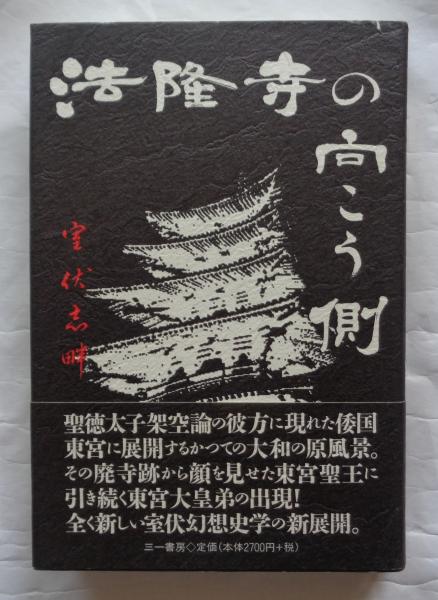 法隆寺の向こう側
室伏志畔
聖徳太子架空論の彼方に現れた倭国
東宮に展開するかつての大和の原風景。
その廃寺跡から顔を見せた東宮聖王に
引き続く東宮大皇弟の出現!
全く新しい室伏幻想史学の新展開。
三一書房◇定価(本体2700円+税)